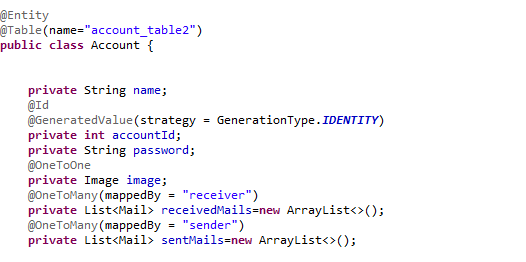 @Entity
@Table(name="account_table2")
public class Account {
private String name;
@Id
@GeneratedValue(strategy = GenerationType.IDENTITY)
private int accountId;
private String password;
@OneToOne
private Image image;
@OneToMany(mappedBy = "receiver")
private List<Mail> receivedMails=new ArrayList<>();
@OneToMany(mappedBy = "sender")
private List<Mail> sentMails=new ArrayList<>();